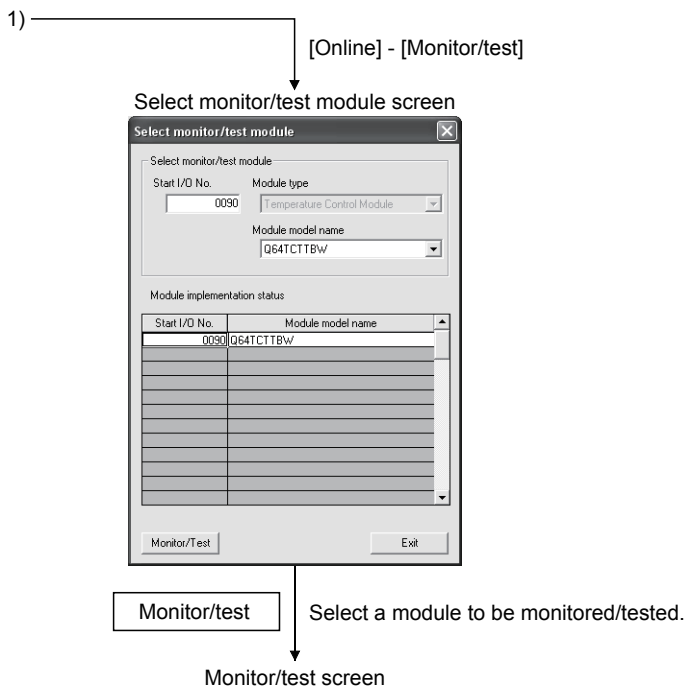 1)
[Online] - [Monitor/test]
Select monitor/test module screen
Select monitor/test module
Select monitor/test module
Start I/O No. Module type
0090 Temperature Control Module
Module model name
Q64TCTTBW
Module implementation status
Start I/O No. Module model name
0090 Q64TCTTBW
Monitor/Test Exit
Monitor/test Select a module to be monitored/tested.
Monitor/test screen